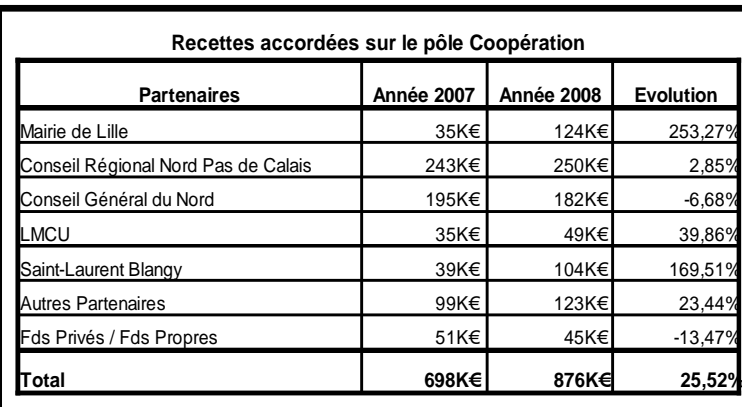 Recettes accordées sur le pôle Coopération
Partenaires Année 2007 Année 2008 Evolution
Mairie de Lille 35K€ 124K€ 253,27%
Conseil Régional Nord Pas de Calais 243K€ 250K€ 2,85%
Conseil Général du Nord 195K€ 182K€ -6,68%
LMCU 35K€ 49K€ 39,86%
Saint-Laurent Blangy 39K€ 104K€ 169,51%
Autres Partenaires 99K€ 123K€ 23,44%
Fds Privés / Fds Propres 51K€ 45K€ -13,47%
Total 698K€ 876K€ 25,52%